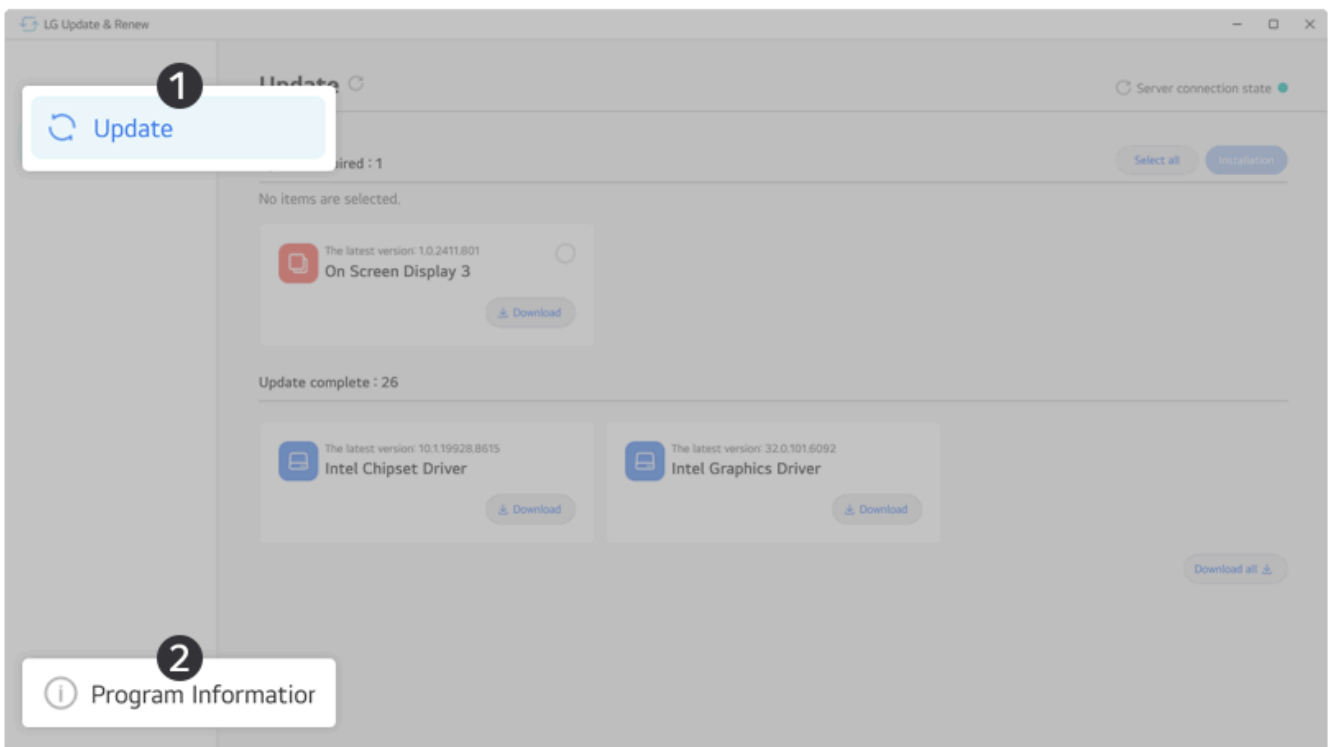 LG Update & Renew
1
Update
Update
Server connection state
uired : 1
Select all
Installation
No items are selected.
The latest version: 1.0.2411.801
On Screen Display 3
Download
Update complete : 26
The latest version: 10.1.19928.8615
Intel Chipset Driver
Download
The latest version: 32.0.101.6092
Intel Graphics Driver
Download
Download all
2
Program Information